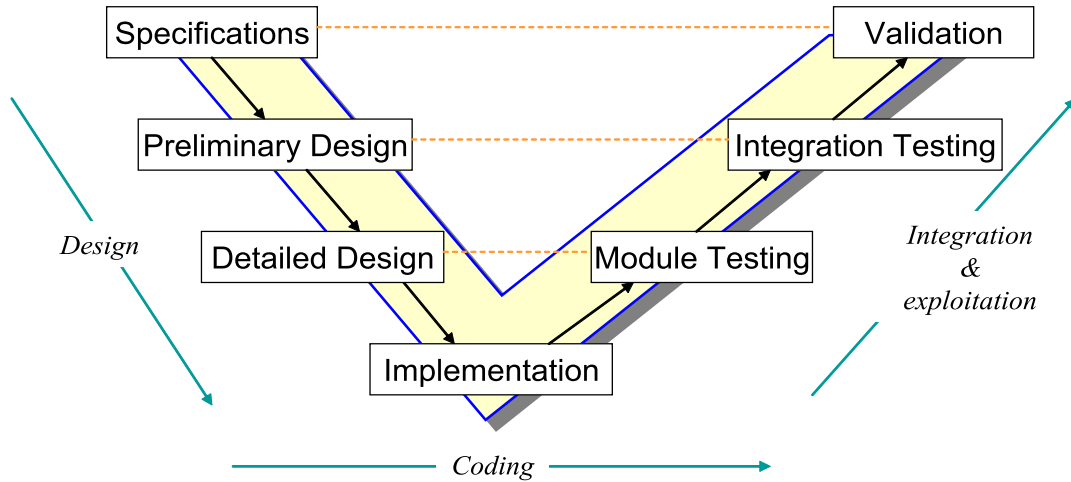 Specifications
Validation
Preliminary Design
Integration Testing
Design
Detailed Design
Module Testing
Integration
&
exploitation
Implementation
Coding